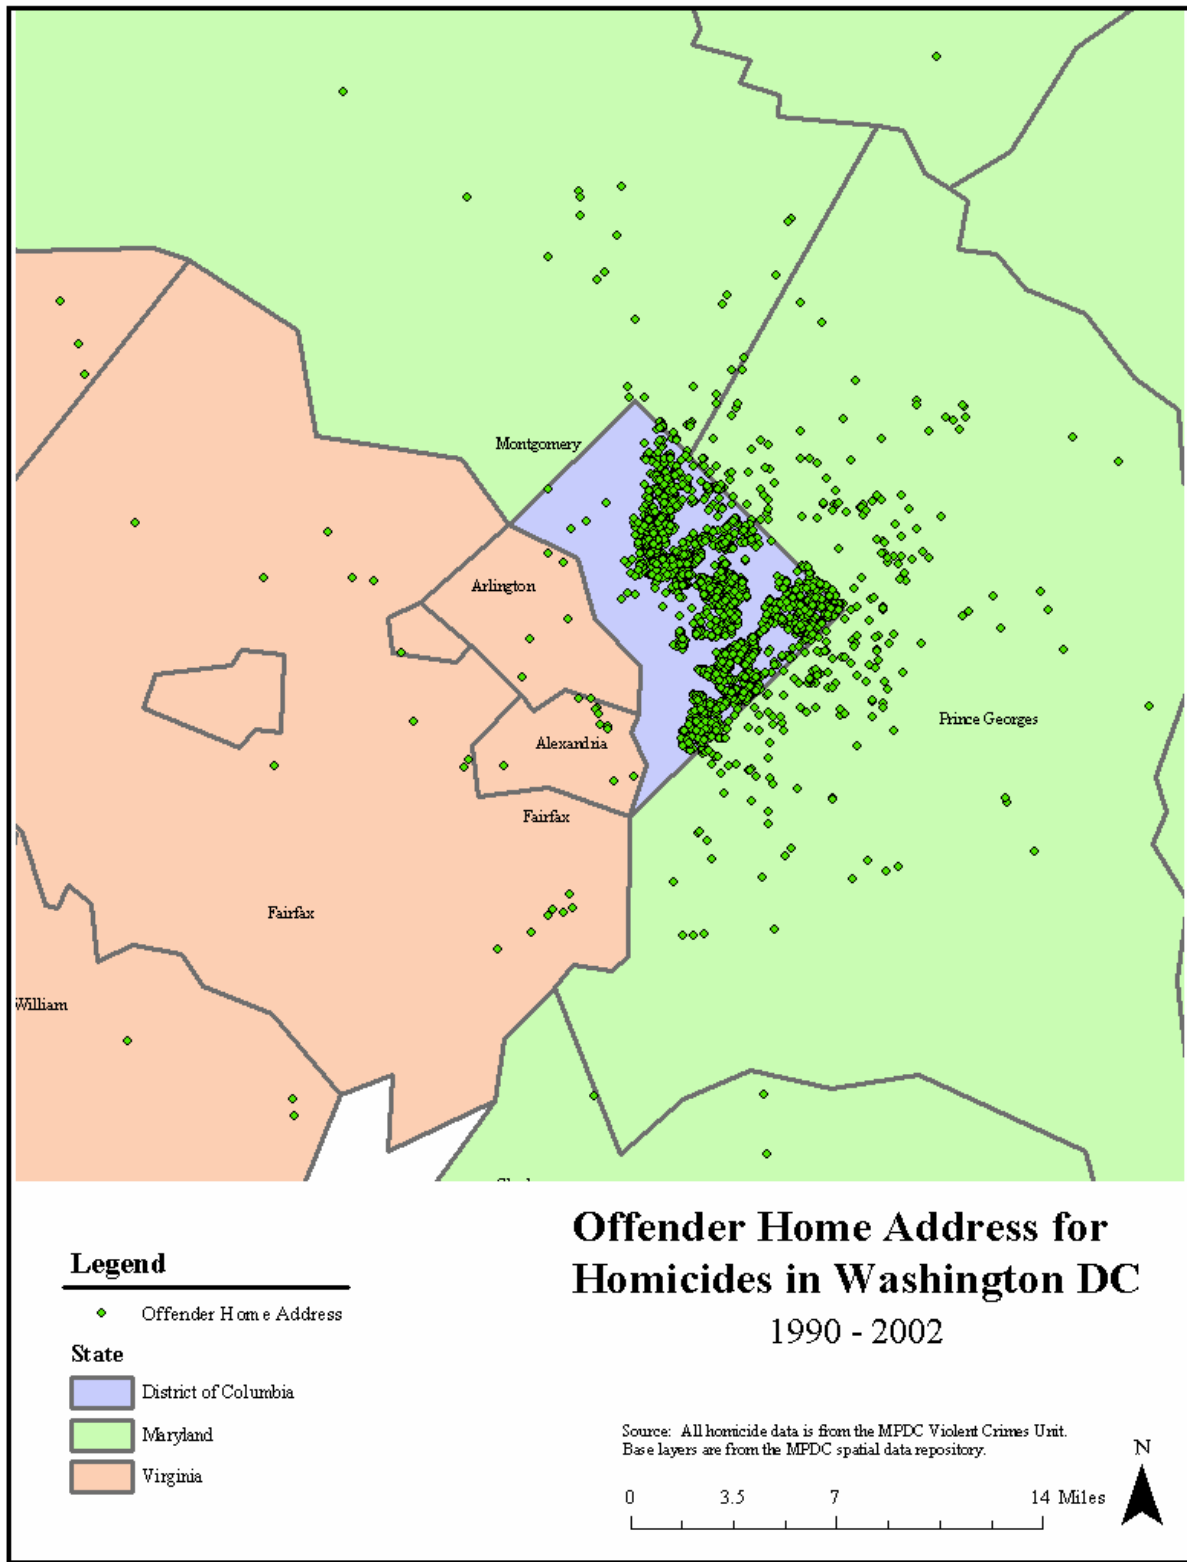 Montgomery
Arlington
Prince Georges
Alexandria
Fairfax
Fairfax
William
Offender Home Address for
Homicides in Washington DC
1990 - 2002
Legend
Offender Home Address
State
District of Columbia
Maryland
Virginia
Source: All homicide data is from the MPDC Violent Crimes Unit.
Base layers are from the MPDC spatial data repository.
N
0 3.5 7 14 Miles